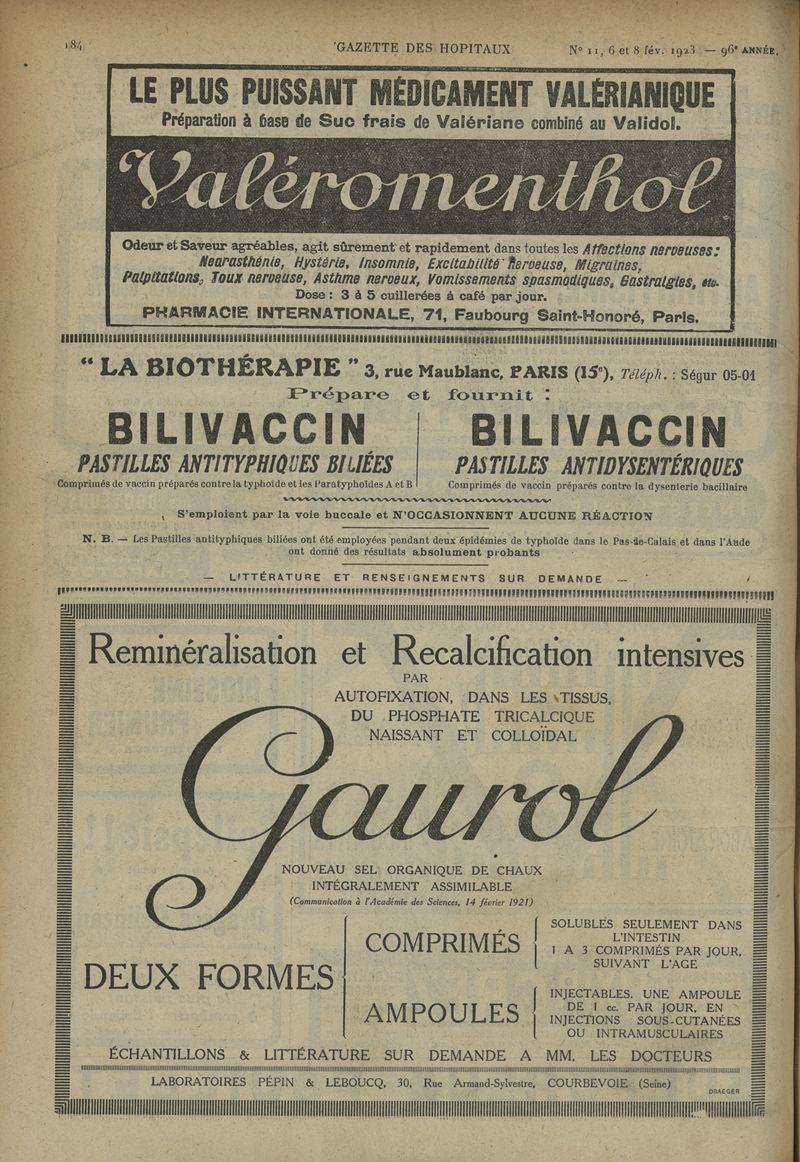 184
GAZETTE DES HOPITAUX
N° 11, 6 et 8 fév. 1923 — 96e ANNÉE.
LE PLUS PUISSANT MÉDICAMENT VALÉRIANIQUE
Préparation à base de Suc frais de Valériane combiné au Validol.
Valéromenthol
Odeur et Saveur agréables, agit sûrement et rapidement dans toutes les Affections nerveuses:
Neurasthénie, Hystérie, Insomnie, Excitabilité Nerveuse, Migraines,
Palpitations, Toux nerveuse, Asthme nerveux, Vomissements spasmodiques, Gastralgies, etc.
Dose : 3 à 5 cuillerées à café par jour.
PHARMACIE INTERNATIONALE, 71, Faubourg Saint-Honoré, Paris.
“ LA BIOTHÉRAPIE ” 3, rue Maublanc, PARIS (15e), Téléph. : Ségur 05-01
Prépare et fournit :
BILIVACCIN
PASTILLES ANTITYPHIQUES BILIÉES
Comprimés de vaccin préparés contre la typhoïde et les Paratyphoïdes A et B
BILIVACCIN
PASTILLES ANTIDYSENTÉRIQUES
Comprimés de vaccin préparés contre la dysenterie bacillaire
S'emploient par la voie buccale et N'OCCASIONNENT AUCUNE RÉACTION
N. B. — Les Pastilles antityphiques biliées ont été employées pendant deux épidémies de typhoïde dans le Pas-de-Calais et dans l'Aude
ont donné des résultats absolument probants
— LITTÉRATURE ET RENSEIGNEMENTS SUR DEMANDE —
Reminéralisation et Recalcification intensives
PAR
AUTOFIXATION, DANS LES TISSUS,
DU PHOSPHATE TRICALCIQUE
NAISSANT ET COLLOÏDAL
Gaurol
NOUVEAU SEL ORGANIQUE DE CHAUX
INTÉGRALEMENT ASSIMILABLE
(Communication à l'Académie des Sciences, 14 février 1921)
DEUX FORMES
COMPRIMÉS
SOLUBLES SEULEMENT DANS
L'INTESTIN
1 A 3 COMPRIMÉS PAR JOUR,
SUIVANT L'AGE
AMPOULES
INJECTABLES. UNE AMPOULE
DE 1 cc. PAR JOUR, EN
INJECTIONS SOUS-CUTANÉES
OU INTRAMUSCULAIRES
ÉCHANTILLONS & LITTÉRATURE SUR DEMANDE A MM. LES DOCTEURS
LABORATOIRES PÉPIN & LEBOUCQ, 30, Rue Armand-Sylvestre, COURBEVOIE (Seine)
DRAEGER